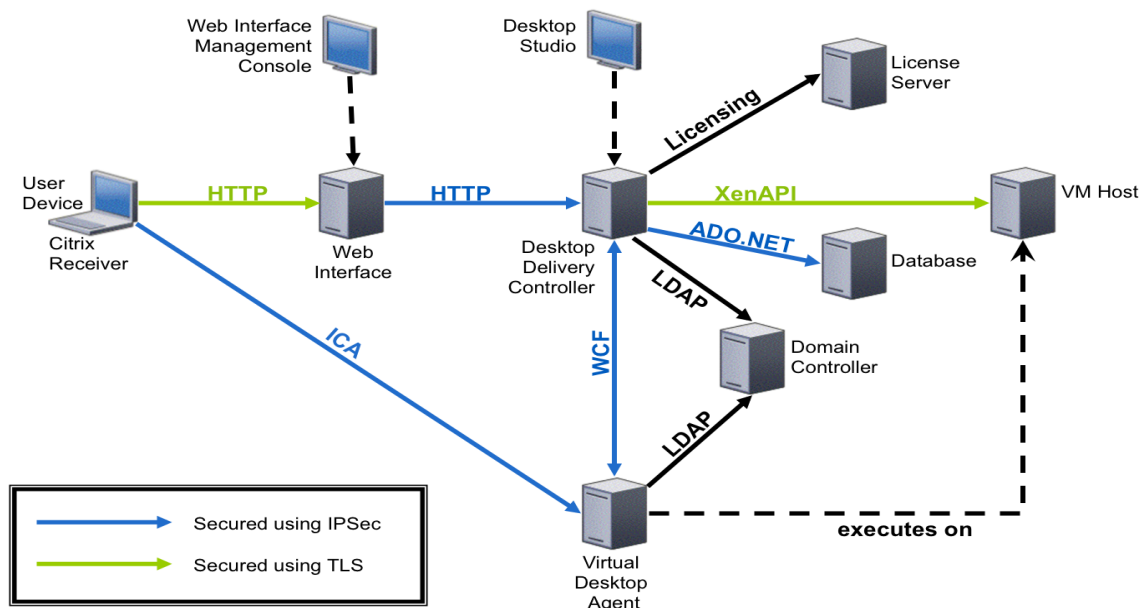 Web Interface
Management
Console
Desktop
Studio
License
Server
Licensing
User
Device
HTTP
HTTP
XenAPI
VM Host
ADO.NET
Citrix
Receiver
Web
Interface
Desktop
Delivery
Controller
Database
LDAP
ICA
WCF
Domain
Controller
LDAP
Secured using IPSec
executes on
Secured using TLS
Virtual
Desktop
Agent